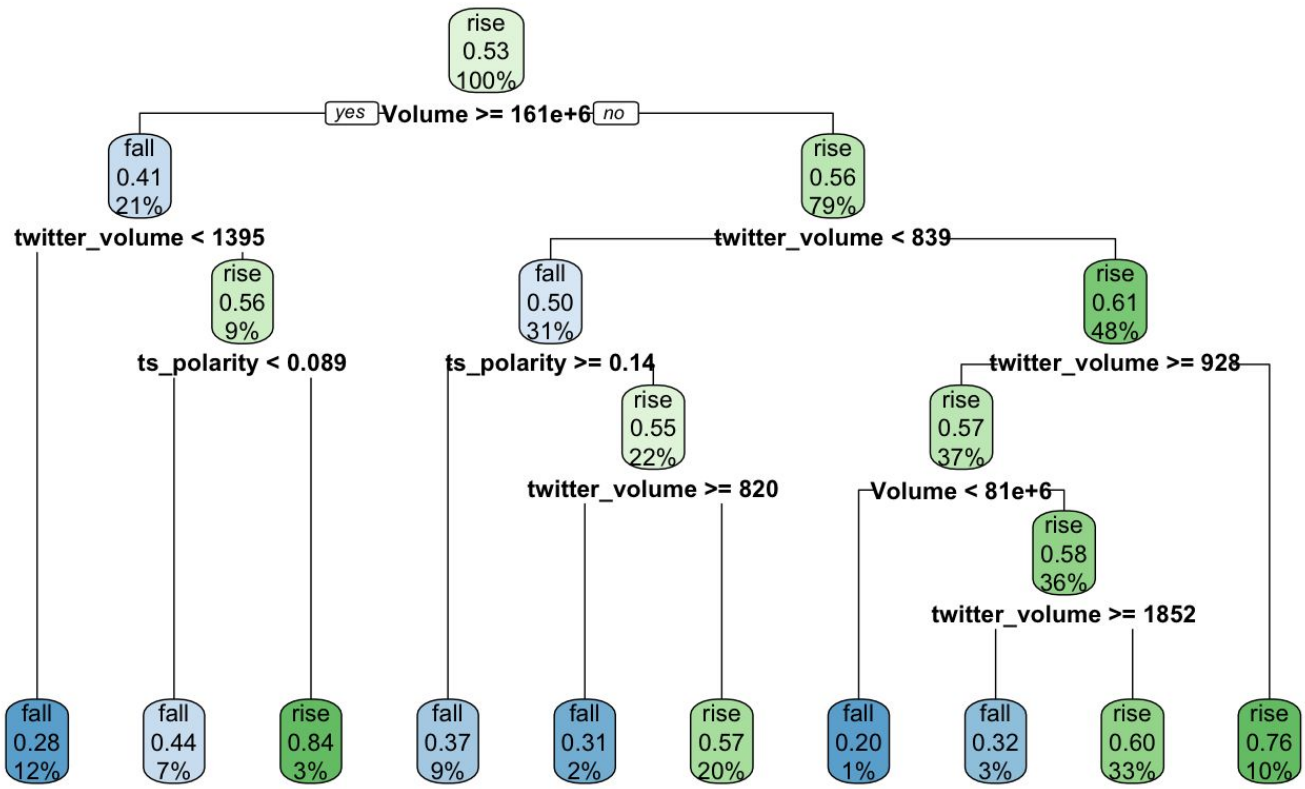 rise
0.53
100%
yes Volume >= 161e+6 no
fall
0.41
21%
rise
0.56
79%
twitter_volume < 1395
twitter_volume < 839
rise
0.56
9%
fall
0.50
31%
rise
0.61
48%
ts_polarity < 0.089
ts_polarity >= 0.14
twitter_volume >= 928
rise
0.55
22%
rise
0.57
37%
twitter_volume >= 820
Volume < 81e+6
rise
0.58
36%
twitter_volume >= 1852
fall
0.28
12%
fall
0.44
7%
rise
0.84
3%
fall
0.37
9%
fall
0.31
2%
rise
0.57
20%
fall
0.20
1%
fall
0.32
3%
rise
0.60
33%
rise
0.76
10%